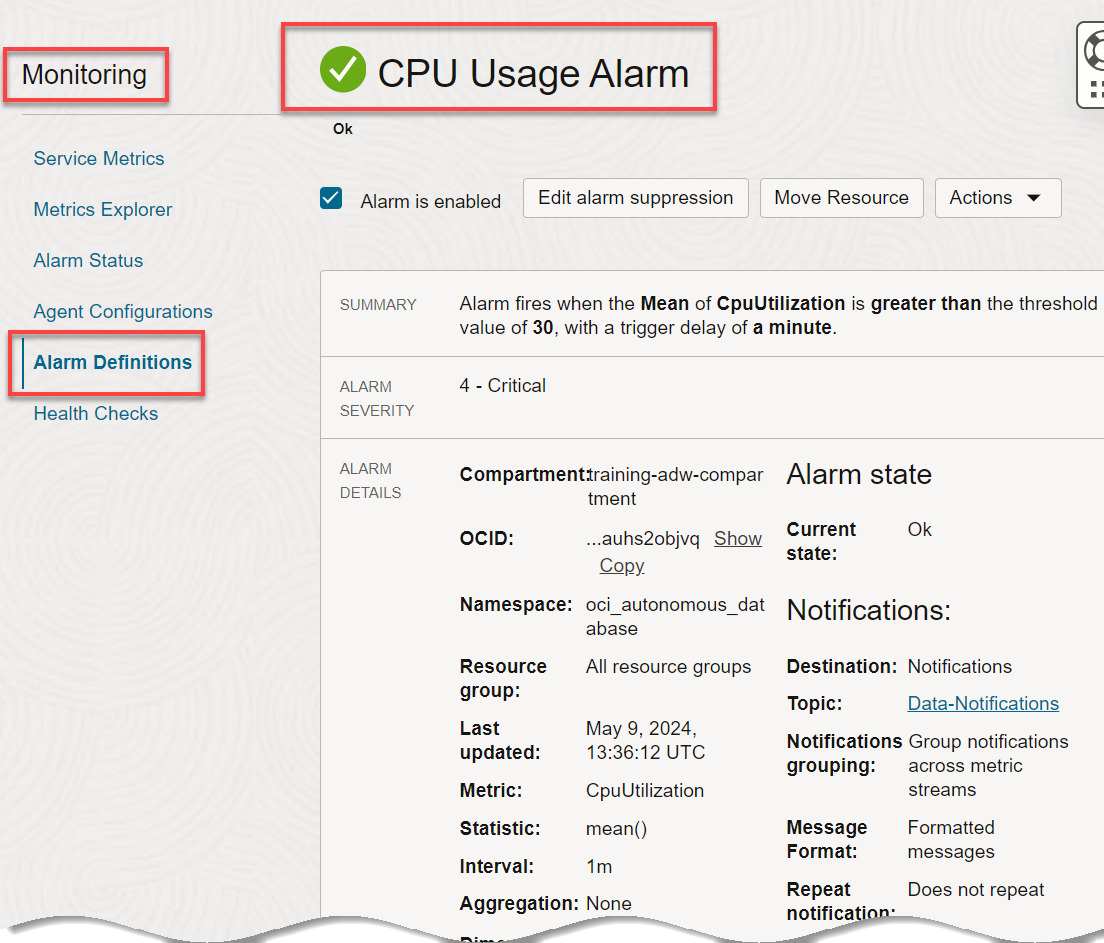 Monitoring
Service Metrics
Metrics Explorer
Alarm Status
Agent Configurations
Alarm Definitions
Health Checks
CPU Usage Alarm
Ok
Alarm is enabled
Edit alarm suppression
Move Resource
Actions
SUMMARY
Alarm fires when the Mean of CpuUtilization is greater than the threshold
value of 30, with a trigger delay of a minute.
ALARM
SEVERITY
4 - Critical
ALARM
DETAILS
Compartment: training-adw-compar
tment
OCID: ...auhs2objvq Show
Copy
Namespace: oci_autonomous_dat
abase
Resource
group:
All resource groups
Last
updated:
May 9, 2024,
13:36:12 UTC
Metric: CpuUtilization
Statistic: mean()
Interval: 1m
Aggregation: None
Alarm state
Current
state:
Ok
Notifications:
Destination: Notifications
Topic: Data-Notifications
Notifications
grouping:
Group notifications
across metric
streams
Message
Format:
Formatted
messages
Repeat
notification:
Does not repeat